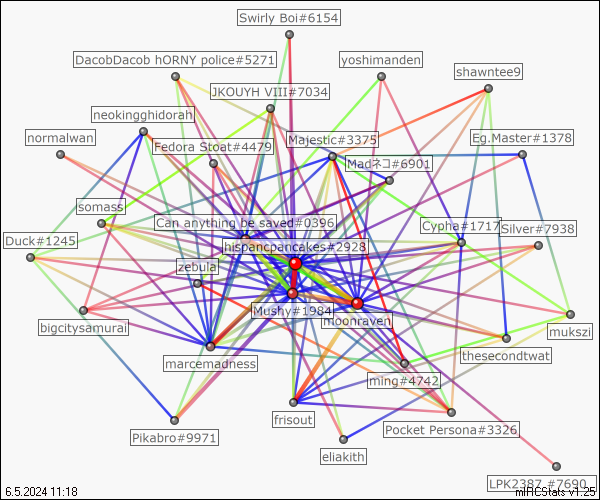 Swirly Boi#6154
DacobDacob hORNY police#5271
yoshimanden
shawntee9
JKOUYH VIII#7034
neokingghidorah
normalwan
Fedora Stoat#4479
Majestic#3375
Eg.Master#1378
Madネコ#6901
somass
Can anything be saved#0396
Cypha#1717
Silver#7938
Duck#1245
hispancpancakes#2928
zebula
Mushy#1984
moonraven
bigcitysamurai
mukszi
marcemadness
thesecondtwat
ming#4742
frisout
Pocket Persona#3326
Pikabro#9971
eliakith
LPK2387 #7690
6.5.2024 11:18
mIRCStats v1.25